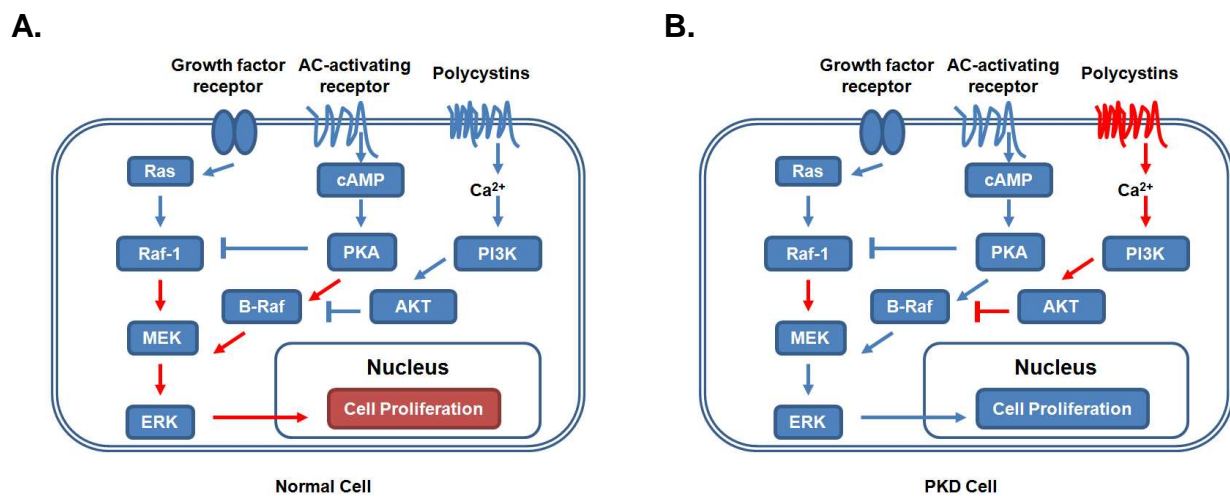 A.
Growth factor
receptor
AC-activating
receptor
Polycystins
Ras
cAMP
Ca²⁺
Raf-1
PKA
PI3K
B-Raf
AKT
MEK
Nucleus
Cell Proliferation
ERK
Normal Cell
B.
Growth factor
receptor
AC-activating
receptor
Polycystins
Ras
cAMP
Ca²⁺
Raf-1
PKA
PI3K
B-Raf
AKT
MEK
Nucleus
Cell Proliferation
ERK
PKD Cell